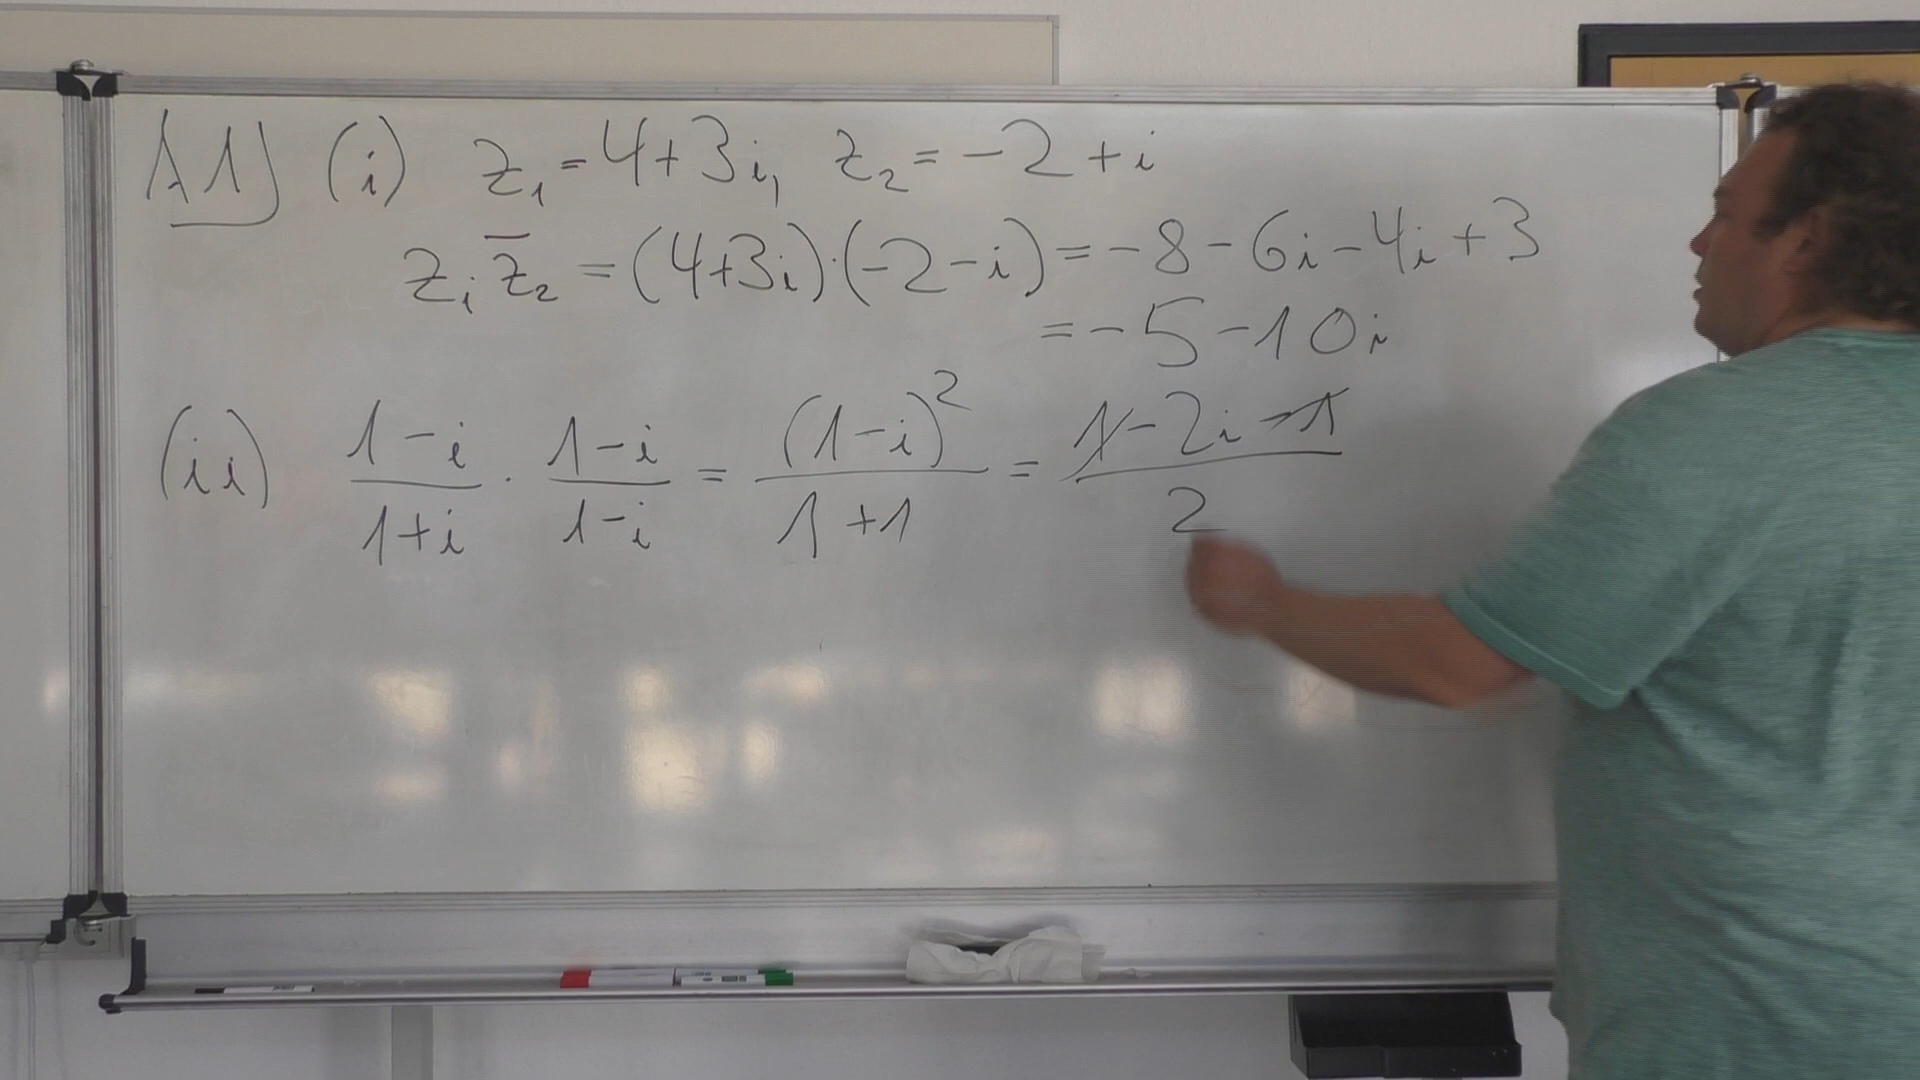 A1) (i) z₁ = 4+3i, z₂ = -2+i
zᵢ z̅₂ = (4+3i)·(-2-i) = -8-6i-4i+3
= -5-10i
(ii) (1-i)/(1+i) · (1-i)/(1-i) = (1-i)²/(1+1) = (1-2i-1)/2